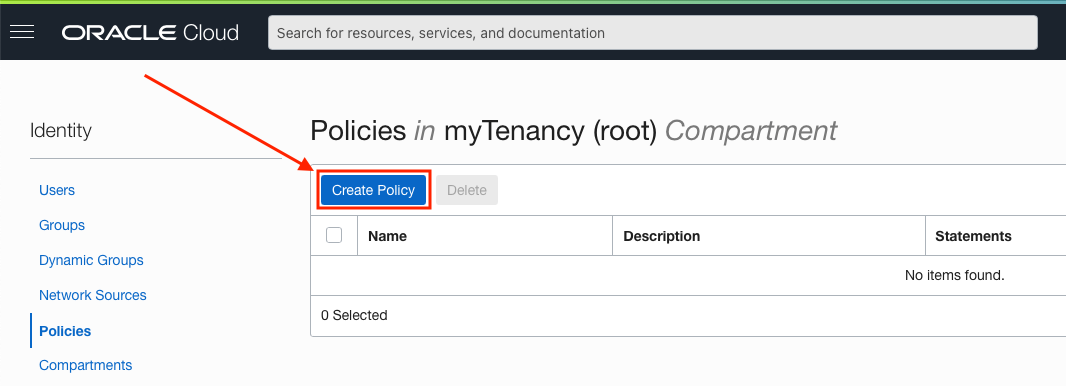 ORACLE Cloud
Search for resources, services, and documentation
Identity
Users
Groups
Dynamic Groups
Network Sources
Policies
Compartments
Policies in myTenancy (root) Compartment
Create Policy Delete
Name Description Statements
No items found.
0 Selected